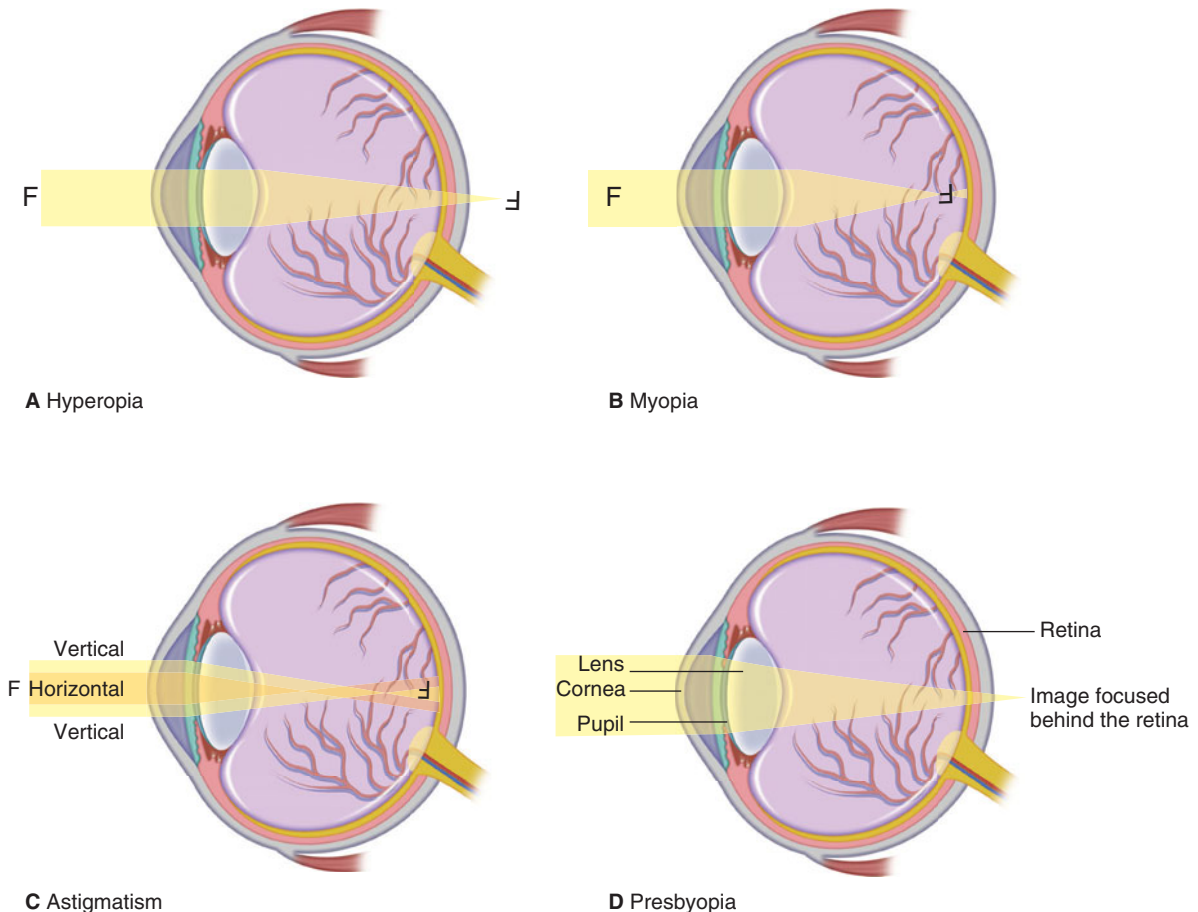 F
F
A Hyperopia
F
F
B Myopia
Vertical
F Horizontal
Vertical
F
C Astigmatism
Lens
Cornea
Pupil
Retina
Image focused
behind the retina
D Presbyopia